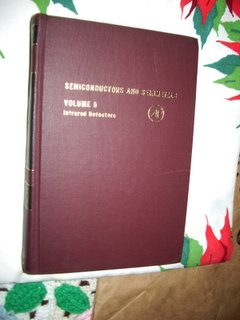 SEMICONDUCTORS AND SEMIMETALS
VOLUME 5
Infrared Detectors